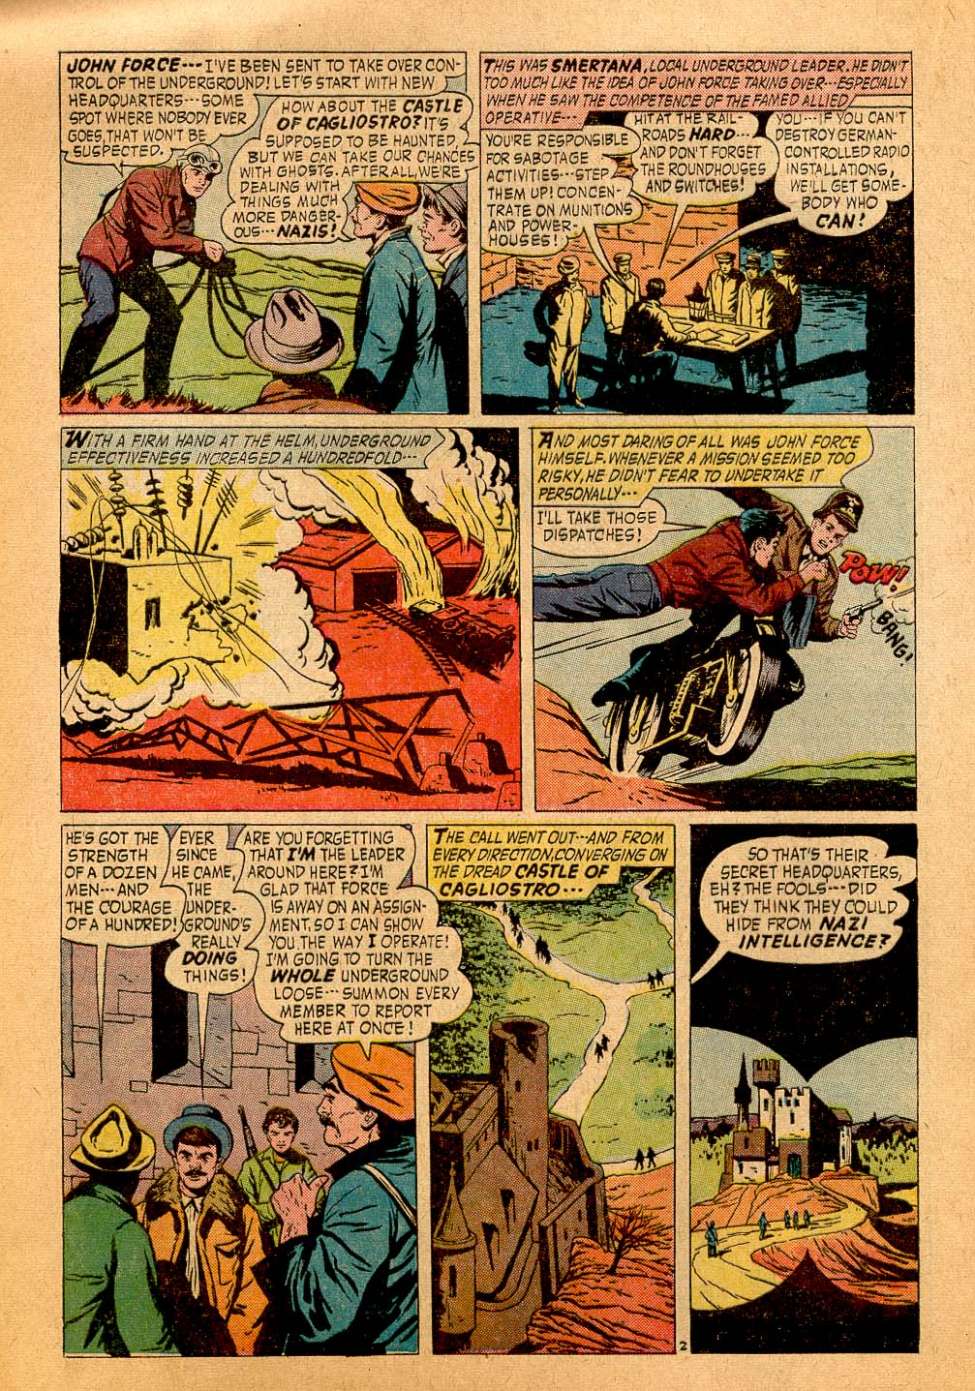 JOHN FORCE---I'VE BEEN SENT TO TAKE OVER CON-
TROL OF THE UNDERGROUND! LET'S START WITH NEW
HEADQUARTERS---SOME
SPOT WHERE NOBODY EVER
GOES, THAT WON'T BE
SUSPECTED.
HOW ABOUT THE CASTLE
OF CAGLIOSTRO? IT'S
SUPPOSED TO BE HAUNTED,
BUT WE CAN TAKE OUR CHANCES
WITH GHOSTS. AFTER ALL, WE'RE
DEALING WITH
THINGS MUCH
MORE DANGER-
OUS---NAZIS!
THIS WAS SMERTANA, LOCAL UNDERGROUND LEADER. HE DIDN'T
TOO MUCH LIKE THE IDEA OF JOHN FORCE TAKING OVER---ESPECIALLY
WHEN HE SAW THE COMPETENCE OF THE FAMED ALLIED
OPERATIVE---
YOU'RE RESPONSIBLE
FOR SABOTAGE
ACTIVITIES---STEP
THEM UP! CONCEN-
TRATE ON MUNITIONS
AND POWER-
HOUSES!
HIT AT THE RAIL-
ROADS HARD---
AND DON'T FORGET
THE ROUNDHOUSES
AND SWITCHES!
YOU---IF YOU CAN'T
DESTROY GERMAN-
CONTROLLED RADIO
INSTALLATIONS,
WE'LL GET SOME-
BODY WHO
CAN!
WITH A FIRM HAND AT THE HELM, UNDERGROUND
EFFECTIVENESS INCREASED A HUNDREDFOLD---
AND MOST DARING OF ALL WAS JOHN FORCE
HIMSELF. WHENEVER A MISSION SEEMED TOO
RISKY, HE DIDN'T FEAR TO UNDERTAKE IT
PERSONALLY---
I'LL TAKE THOSE
DISPATCHES!
POW!
BANG!
HE'S GOT THE
STRENGTH
OF A DOZEN
MEN---AND
THE COURAGE
OF A HUNDRED!
EVER
SINCE
HE CAME,
THE
UNDER-
GROUND'S
REALLY
DOING
THINGS!
ARE YOU FORGETTING
THAT I'M THE LEADER
AROUND HERE? I'M
GLAD THAT FORCE
IS AWAY ON AN ASSIGN-
MENT, SO I CAN SHOW
YOU THE WAY I OPERATE!
I'M GOING TO TURN THE
WHOLE UNDERGROUND
LOOSE---SUMMON EVERY
MEMBER TO REPORT
HERE AT ONCE!
THE CALL WENT OUT---AND FROM
EVERY DIRECTION, CONVERGING ON
THE DREAD CASTLE OF
CAGLIOSTRO---
SO THAT'S THEIR
SECRET HEADQUARTERS,
EH? THE FOOLS---DID
THEY THINK THEY COULD
HIDE FROM NAZI
INTELLIGENCE?
2